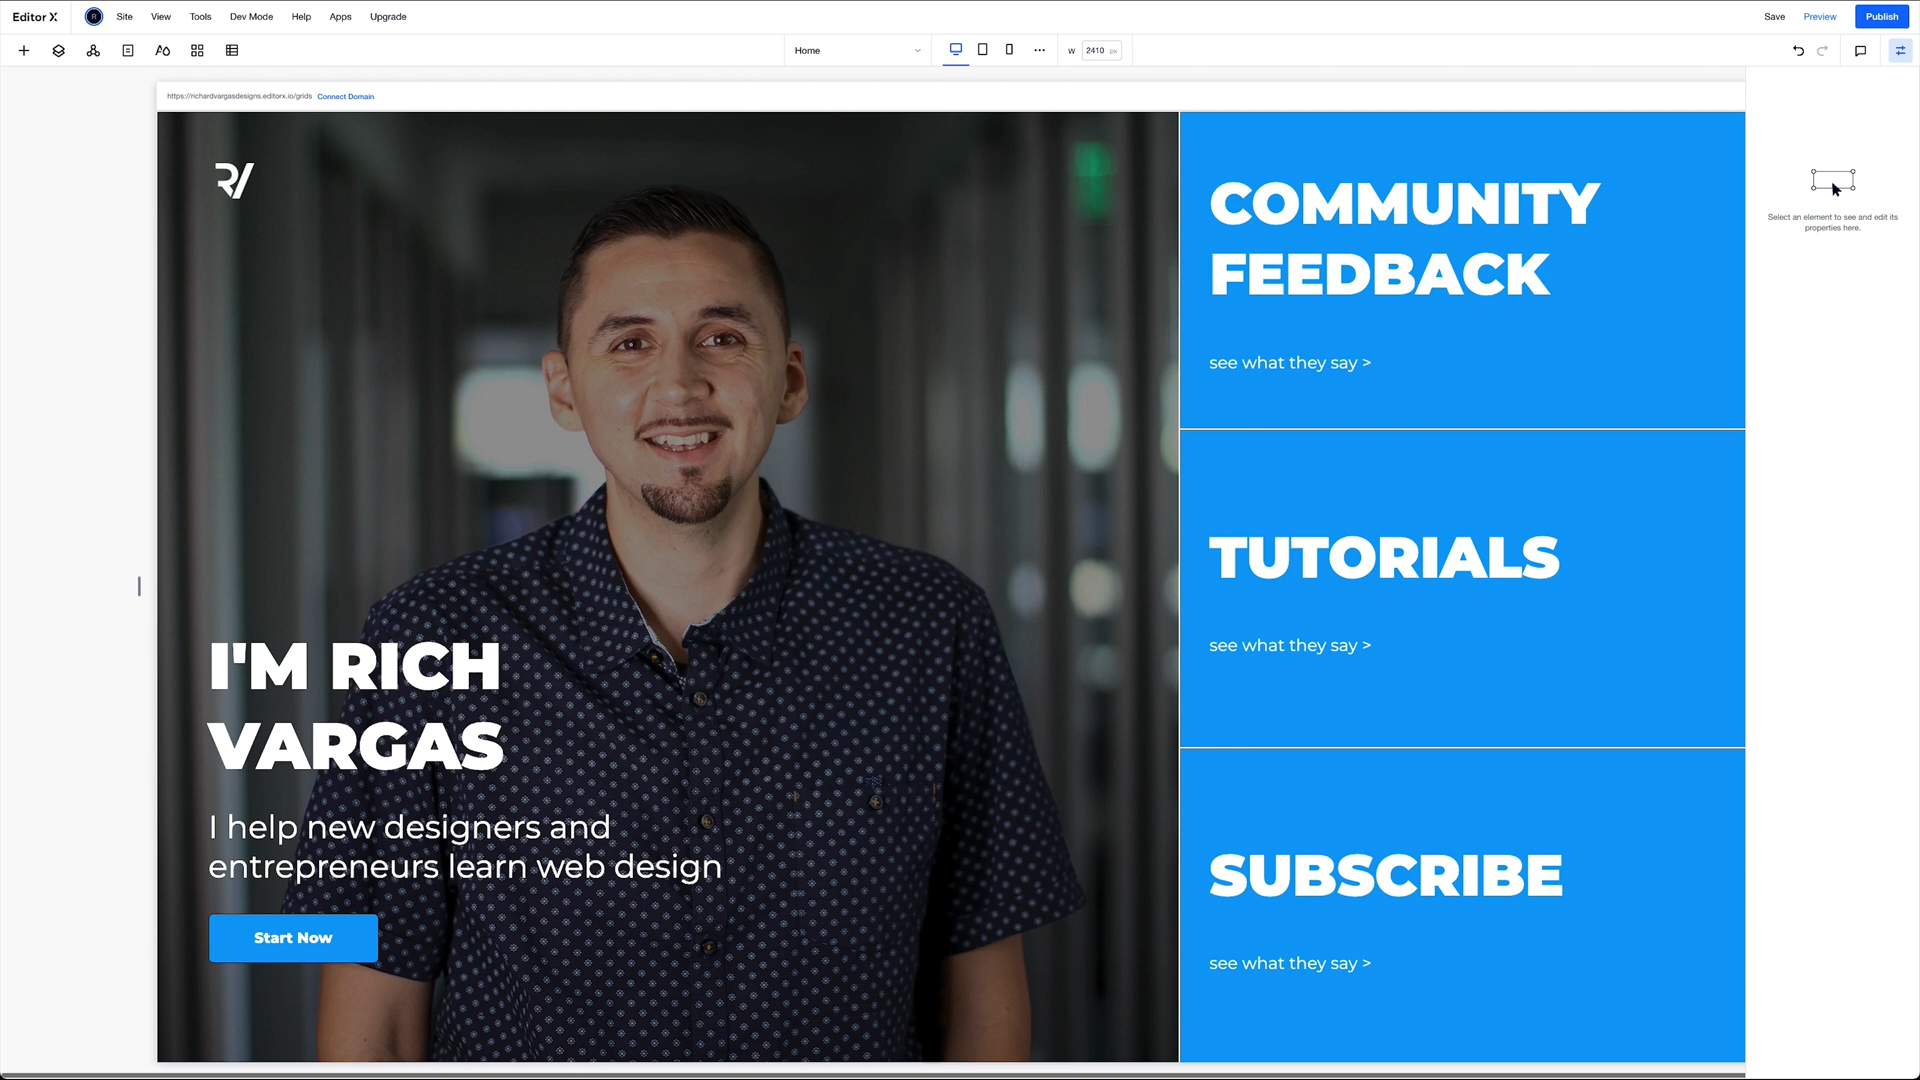 Editor X
R
Site
View
Tools
Dev Mode
Help
Apps
Upgrade
Save
Preview
Publish
Home
W
2410
px
https://richardvargasdesigns.editorx.io/grids
Connect Domain
RV
COMMUNITY
FEEDBACK
see what they say >
Select an element to see and edit its
properties here.
TUTORIALS
see what they say >
I'M RICH
VARGAS
I help new designers and
entrepreneurs learn web design
Start Now
SUBSCRIBE
see what they say >